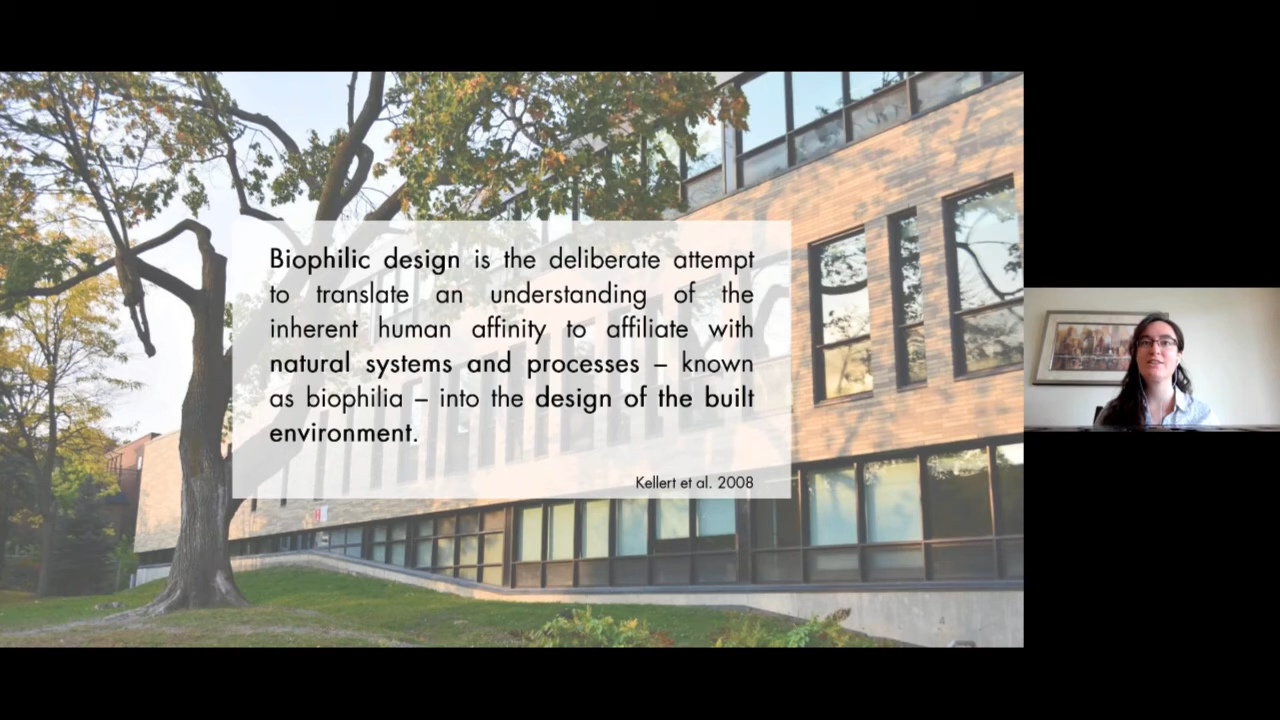 Biophilic design is the deliberate attempt
to translate an understanding of the
inherent human affinity to affiliate with
natural systems and processes – known
as biophilia – into the design of the built
environment.
Kellert et al. 2008